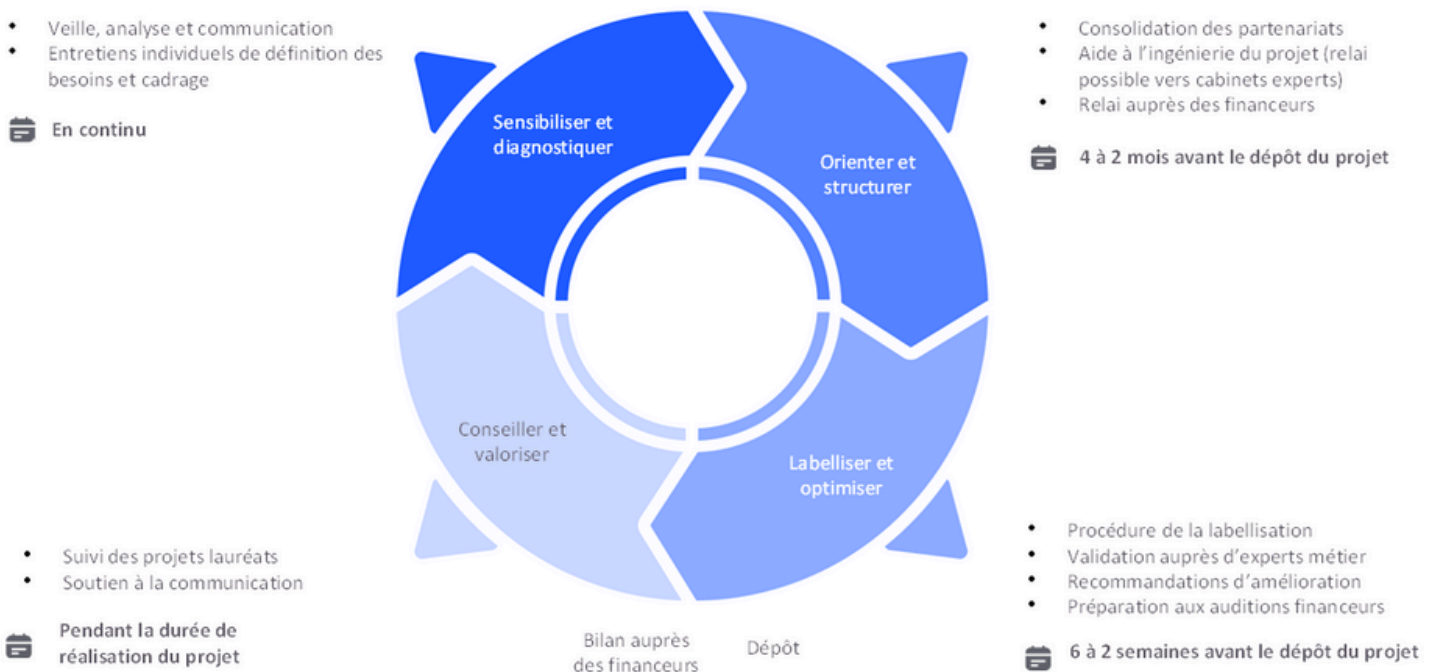 Veille, analyse et communication
Entretiens individuels de définition des
besoins et cadrage
En continu
Sensibiliser et
diagnostiquer
Consolidation des partenariats
Aide à l'ingénierie du projet (relai
possible vers cabinets experts)
Relai auprès des financeurs
4 à 2 mois avant le dépôt du projet
Orienter et
structurer
Conseiller et
valoriser
Labelliser et
optimiser
Suivi des projets lauréats
Soutien à la communication
Pendant la durée de
réalisation du projet
Bilan auprès
des financeurs
Dépôt
Procédure de la labellisation
Validation auprès d'experts métier
Recommandations d'amélioration
Préparation aux auditions financeurs
6 à 2 semaines avant le dépôt du projet